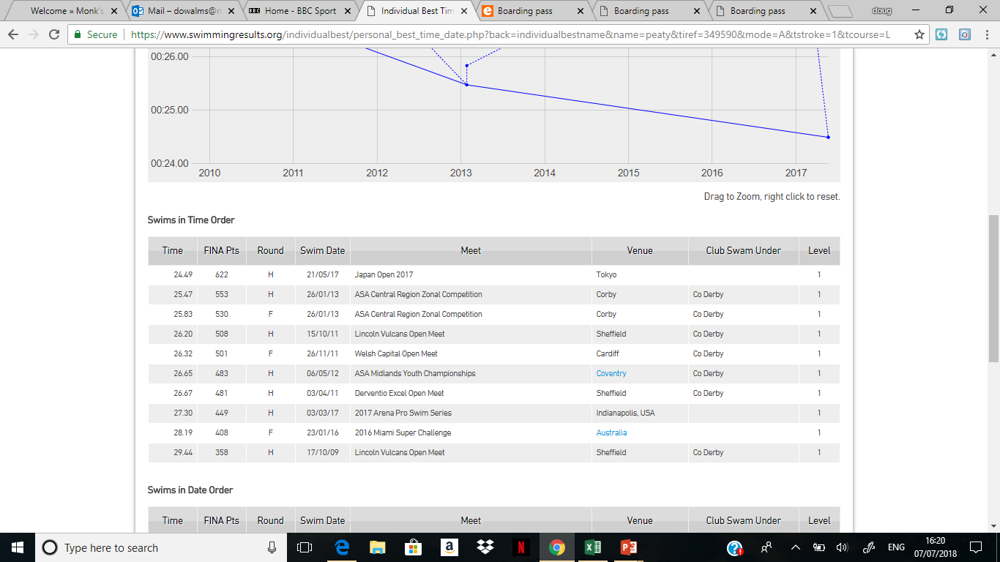 Welcome » Monk's
Mail – dowalms@m
BBC Home - BBC Sport
Individual Best Tim
Boarding pass
Boarding pass
Boarding pass
doug
Secure
https://www.swimmingresults.org/individualbest/personal_best_time_date.php?back=individualbestname&name=peaty&tiref=349590&mode=A&tstroke=1&tcourse=L
00:26.00
00:25.00
00:24.00
2010 2011 2012 2013 2014 2015 2016 2017
Drag to Zoom, right click to reset.
Swims in Time Order
Time FINA Pts Round Swim Date Meet Venue Club Swam Under Level
24.49 622 H 21/05/17 Japan Open 2017 Tokyo 1
25.47 553 H 26/01/13 ASA Central Region Zonal Competition Corby Co Derby 1
25.83 530 F 26/01/13 ASA Central Region Zonal Competition Corby Co Derby 1
26.20 508 H 15/10/11 Lincoln Vulcans Open Meet Sheffield Co Derby 1
26.32 501 F 26/11/11 Welsh Capital Open Meet Cardiff Co Derby 1
26.65 483 H 06/05/12 ASA Midlands Youth Championships Coventry Co Derby 1
26.67 481 H 03/04/11 Derventio Excel Open Meet Sheffield Co Derby 1
27.30 449 H 03/03/17 2017 Arena Pro Swim Series Indianapolis, USA 1
28.19 408 F 23/01/16 2016 Miami Super Challenge Australia 1
29.44 358 H 17/10/09 Lincoln Vulcans Open Meet Sheffield Co Derby 1
Swims in Date Order
Time FINA Pts Round Swim Date Meet Venue Club Swam Under Level
Type here to search
ENG
16:20
07/07/2018